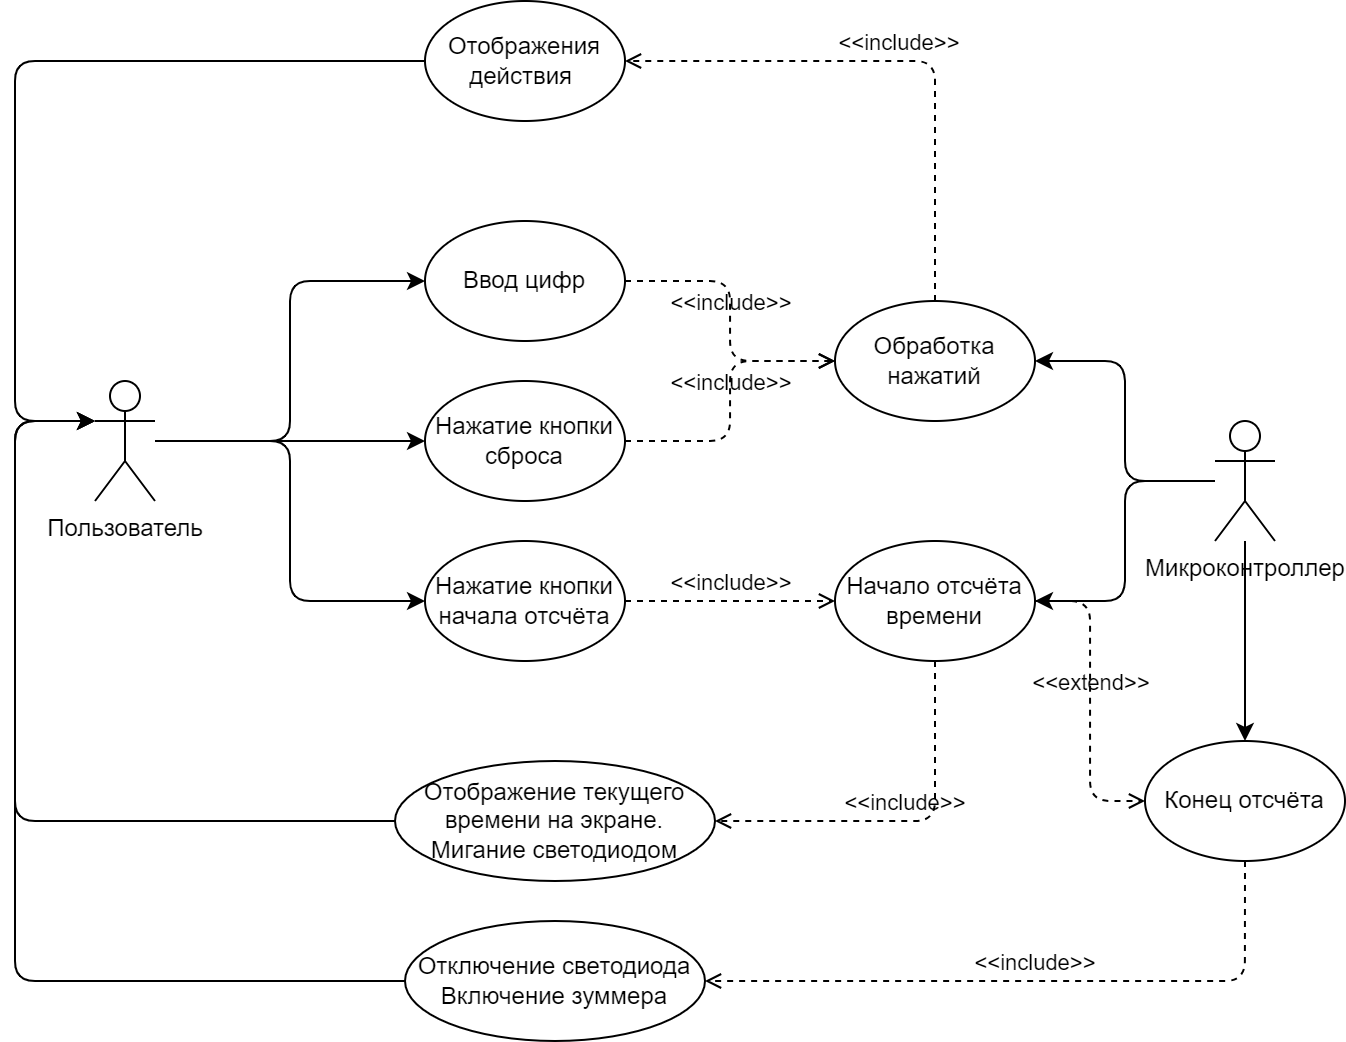 <<include>>
Отображения
действия
Ввод цифр
<<include>>
Обработка
нажатий
<<include>>
Нажатие кнопки
сброса
Пользователь
Микроконтроллер
Нажатие кнопки
начала отсчёта
<<include>>
Начало отсчёта
времени
<<extend>>
Отображение текущего
времени на экране.
Мигание светодиодом
<<include>>
Конец отсчёта
Отключение светодиода
Включение зуммера
<<include>>